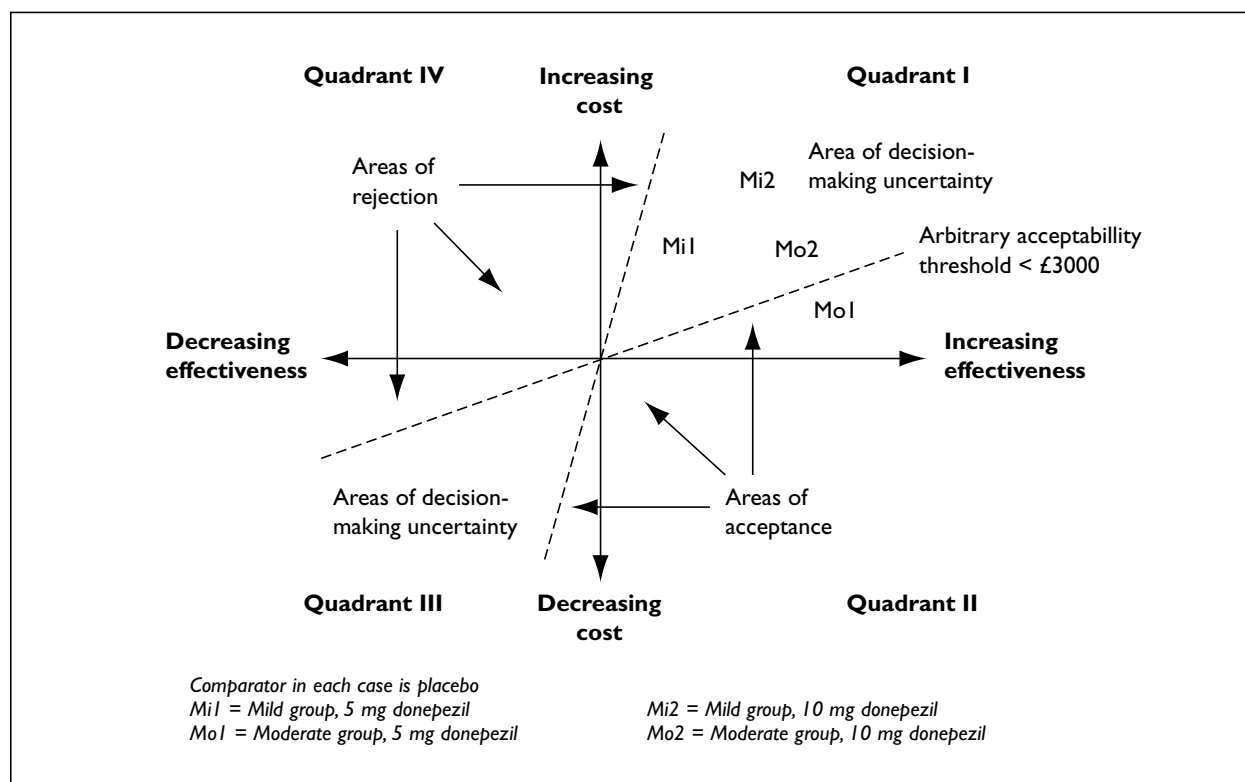 Quadrant IV
Increasing
cost
Quadrant I
Areas of
rejection
Area of decision-
making uncertainty
Mi2
Mi1
Mo2
Arbitrary acceptabillity
threshold < £3000
Mo1
Decreasing
effectiveness
Increasing
effectiveness
Areas of decision-
making uncertainty
Areas of
acceptance
Quadrant III
Decreasing
cost
Quadrant II
Comparator in each case is placebo
Mi1 = Mild group, 5 mg donepezil
Mo1 = Moderate group, 5 mg donepezil
Mi2 = Mild group, 10 mg donepezil
Mo2 = Moderate group, 10 mg donepezil